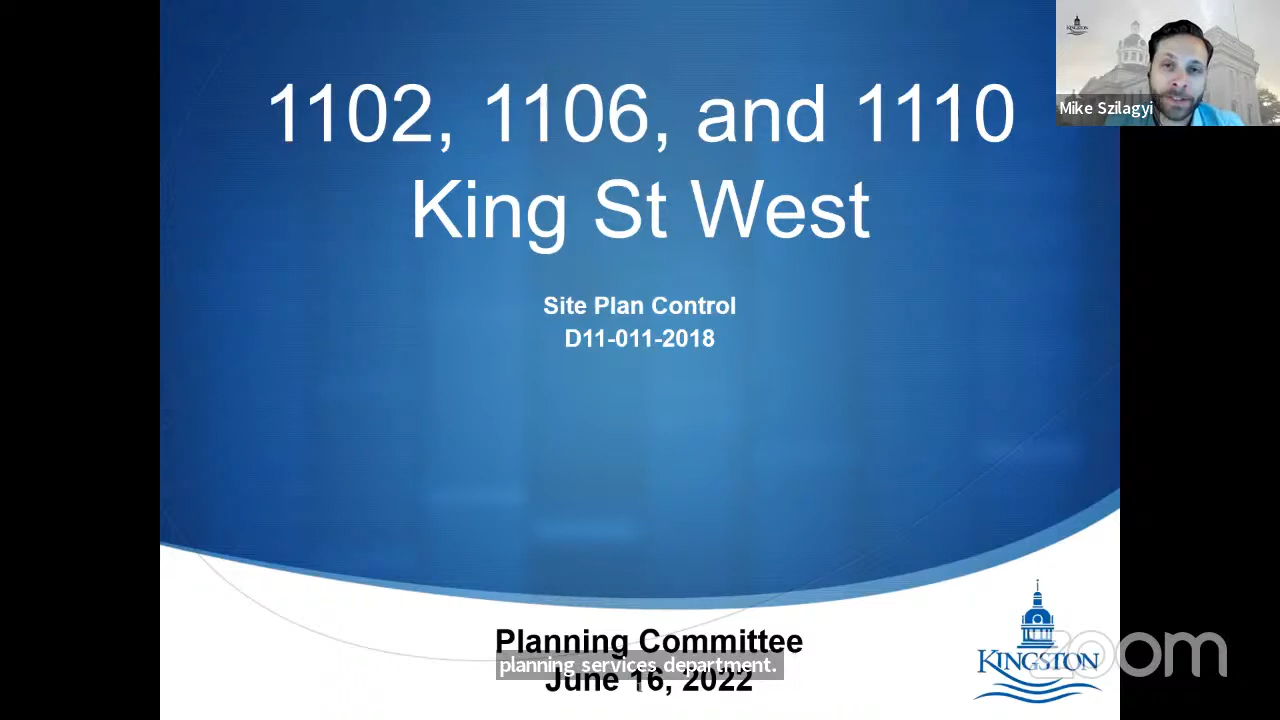 1102, 1106, and 1110
King St West
Site Plan Control
D11-011-2018
KINGSTON
Mike Szilagyi
Planning Committee
planning services department.
June 16, 2022
KINGSTON
zoom